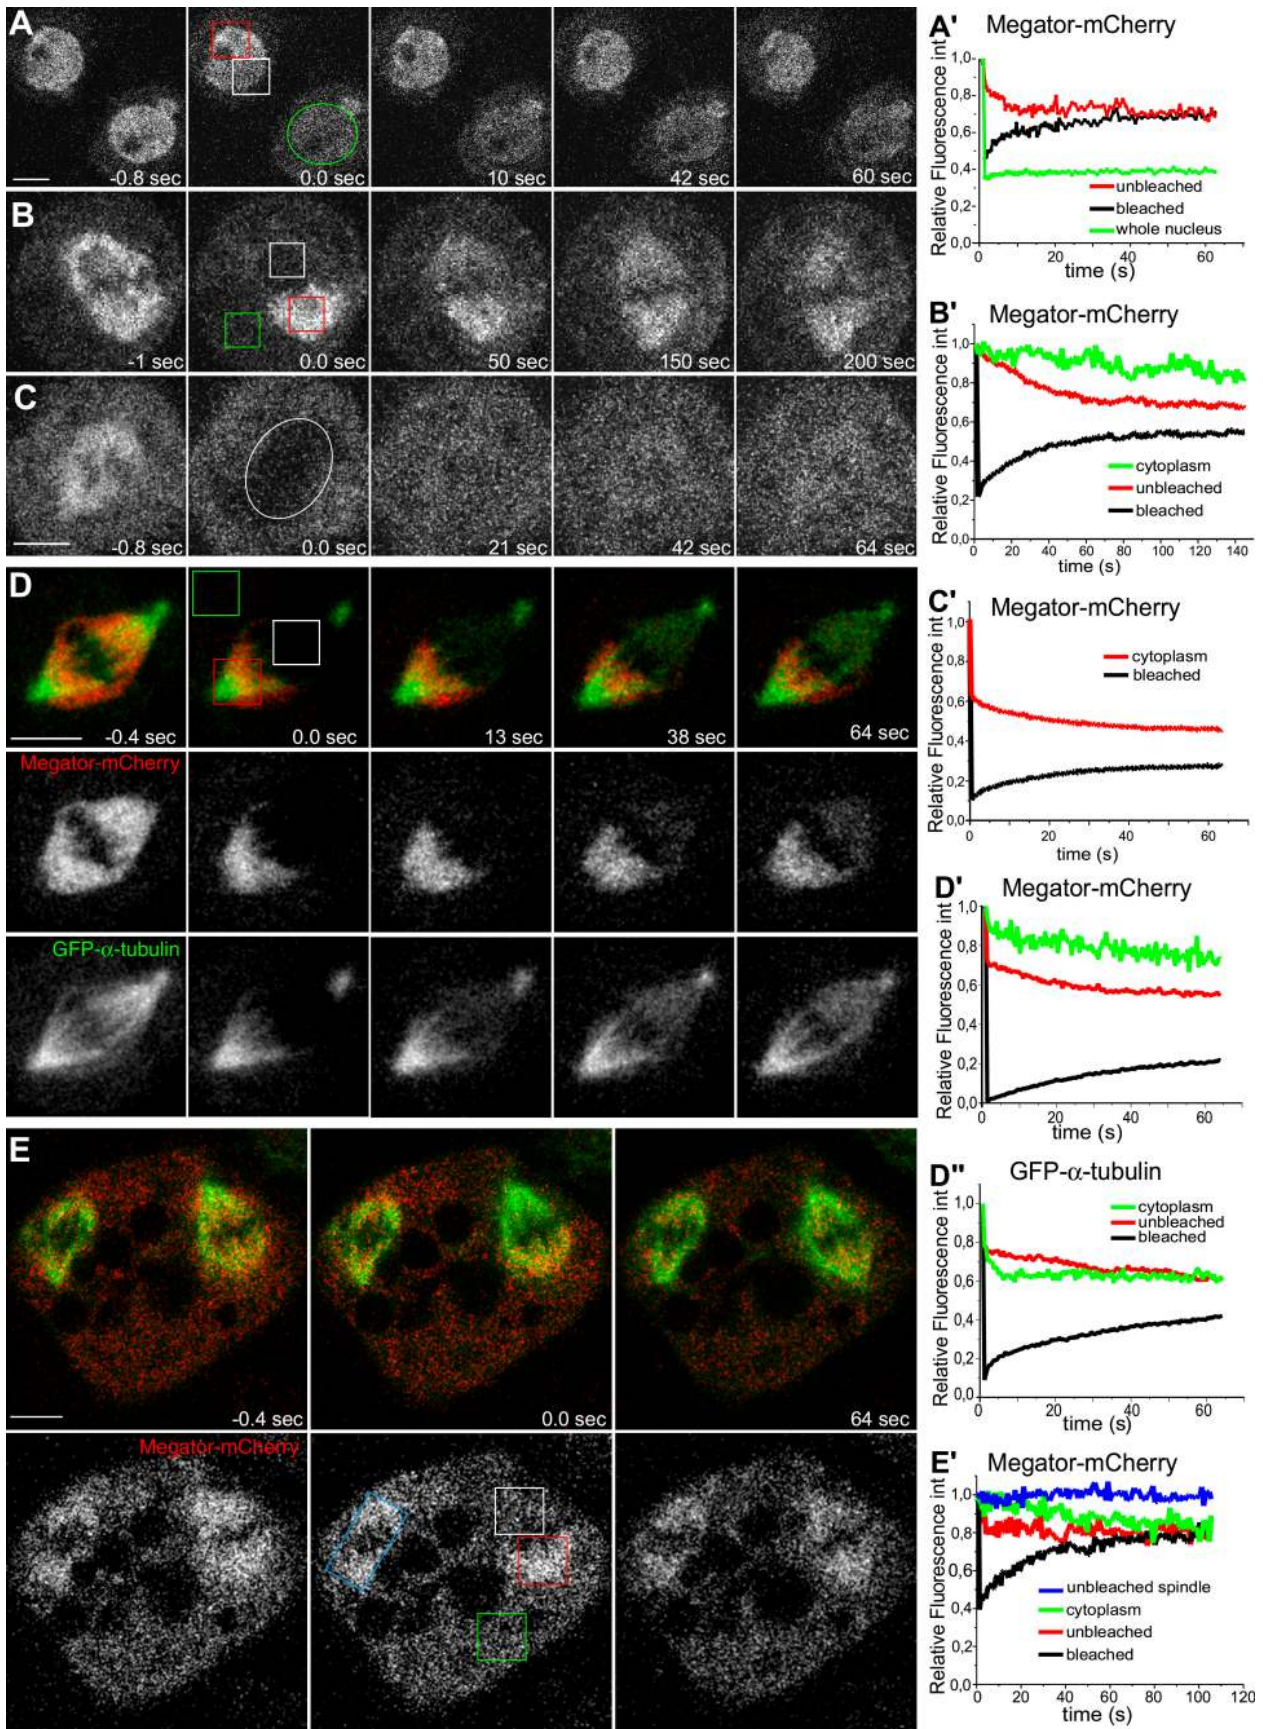 A
-0.8 sec
0.0 sec
10 sec
42 sec
60 sec
A'
Megator-mCherry
Relative Fluorescence int
1,0
0,8
0,6
0,4
0,2
0,0
unbleached
bleached
whole nucleus
0
20
40
60
time (s)
B
-1 sec
0.0 sec
50 sec
150 sec
200 sec
B'
Megator-mCherry
Relative Fluorescence int
1,0
0,8
0,6
0,4
0,2
0,0
cytoplasm
unbleached
bleached
0 20 40 60 80 100 120 140
time (s)
C
-0.8 sec
0.0 sec
21 sec
42 sec
64 sec
C'
Megator-mCherry
Relative Fluorescence int
1,0
0,8
0,6
0,4
0,2
0,0
cytoplasm
bleached
0 20 40 60
time (s)
D
-0.4 sec
0.0 sec
13 sec
38 sec
64 sec
Megator-mCherry
GFP-α-tubulin
D'
Megator-mCherry
Relative Fluorescence int
1,0
0,8
0,6
0,4
0,2
0,0
0 20 40 60
time (s)
D"
GFP-α-tubulin
Relative Fluorescence int
1,0
0,8
0,6
0,4
0,2
0.0
cytoplasm
unbleached
bleached
0 20 40 60
time (s)
E
-0.4 sec
0.0 sec
64 sec
Megator-mCherry
E'
Megator-mCherry
Relative Fluorescence int
1,0
0,8
0,6
0,4
0,2
0,0
unbleached spindle
cytoplasm
unbleached
bleached
0 20 40 60 80 100 120
time (s)